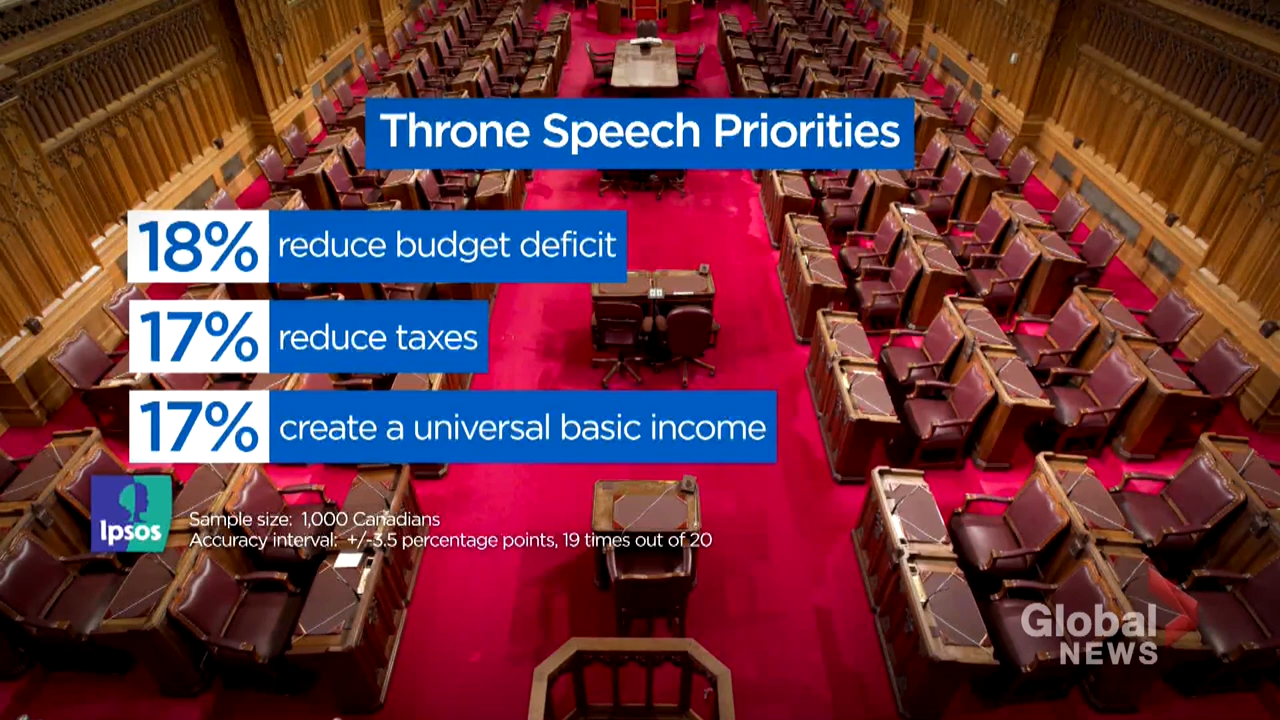 Throne Speech Priorities
18% reduce budget deficit
17% reduce taxes
17% create a universal basic income
Ipsos
Sample size: 1,000 Canadians
Accuracy interval: +/-3.5 percentage points, 19 times out of 20
Global
NEWS